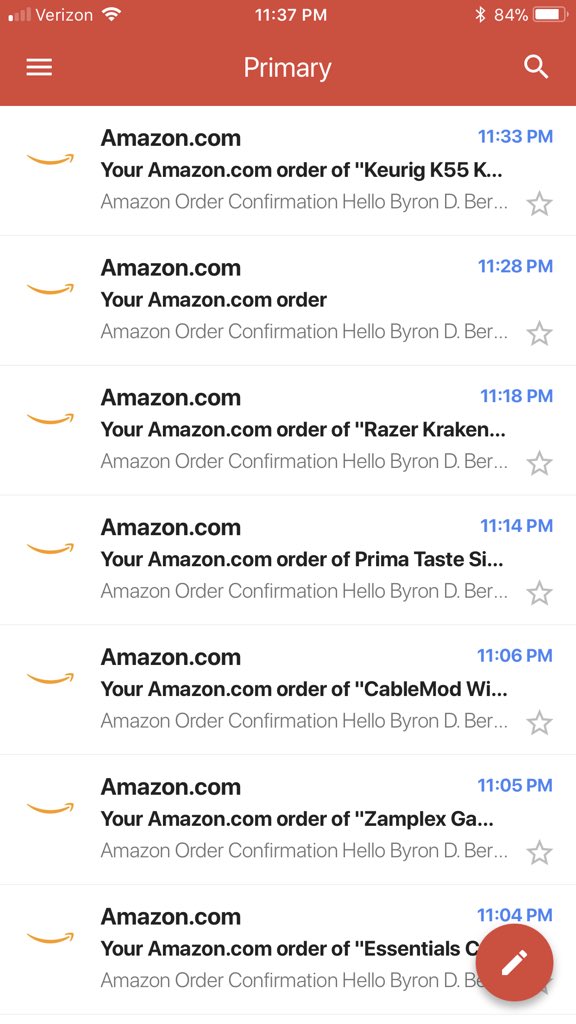 Verizon 11:37 PM 84%
Primary
Amazon.com 11:33 PM
Your Amazon.com order of "Keurig K55 K...
Amazon Order Confirmation Hello Byron D. Ber...
Amazon.com 11:28 PM
Your Amazon.com order
Amazon Order Confirmation Hello Byron D. Ber...
Amazon.com 11:18 PM
Your Amazon.com order of "Razer Kraken...
Amazon Order Confirmation Hello Byron D. Ber...
Amazon.com 11:14 PM
Your Amazon.com order of Prima Taste Si...
Amazon Order Confirmation Hello Byron D. Ber...
Amazon.com 11:06 PM
Your Amazon.com order of "CableMod Wi...
Amazon Order Confirmation Hello Byron D. Ber...
Amazon.com 11:05 PM
Your Amazon.com order of "Zamplex Ga...
Amazon Order Confirmation Hello Byron D. Ber...
Amazon.com 11:04 PM
Your Amazon.com order of "Essentials C
Amazon Order Confirmation Hello Byron D. Be